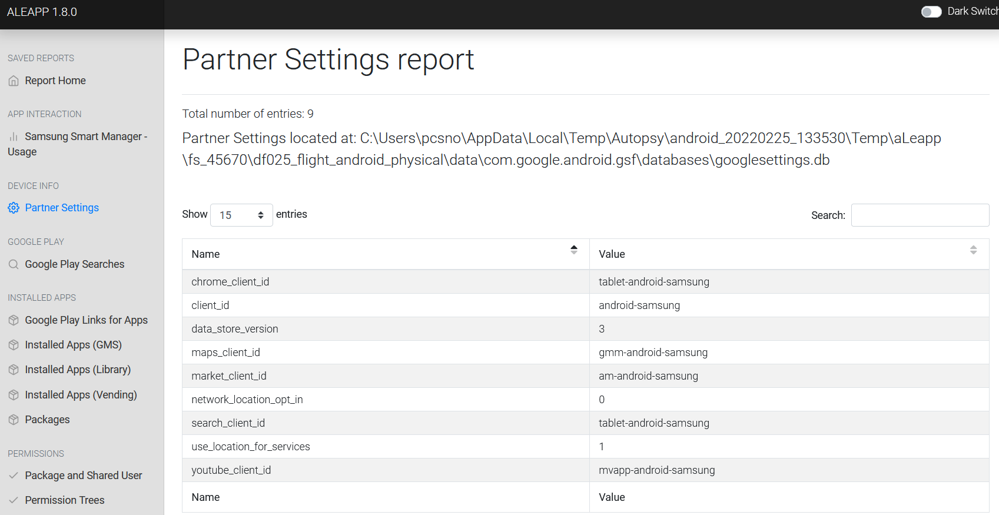 ALEAPP 1.8.0
Dark Switch
SAVED REPORTS
Report Home
APP INTERACTION
Samsung Smart Manager -
Usage
DEVICE INFO
Partner Settings
GOOGLE PLAY
Google Play Searches
INSTALLED APPS
Google Play Links for Apps
Installed Apps (GMS)
Installed Apps (Library)
Installed Apps (Vending)
Packages
PERMISSIONS
Package and Shared User
Permission Trees
Partner Settings report
Total number of entries: 9
Partner Settings located at: C:\Users\pcsno\AppData\Local\Temp\Autopsy\android_20220225_133530\Temp\aLeapp
\fs_45670\df025_flight_android_physical\data\com.google.android.gsf\databases\googlesettings.db
Show 15 entries
Search:
Name Value
chrome_client_id tablet-android-samsung
client_id android-samsung
data_store_version 3
maps_client_id gmm-android-samsung
market_client_id am-android-samsung
network_location_opt_in 0
search_client_id tablet-android-samsung
use_location_for_services 1
youtube_client_id mvapp-android-samsung
Name Value